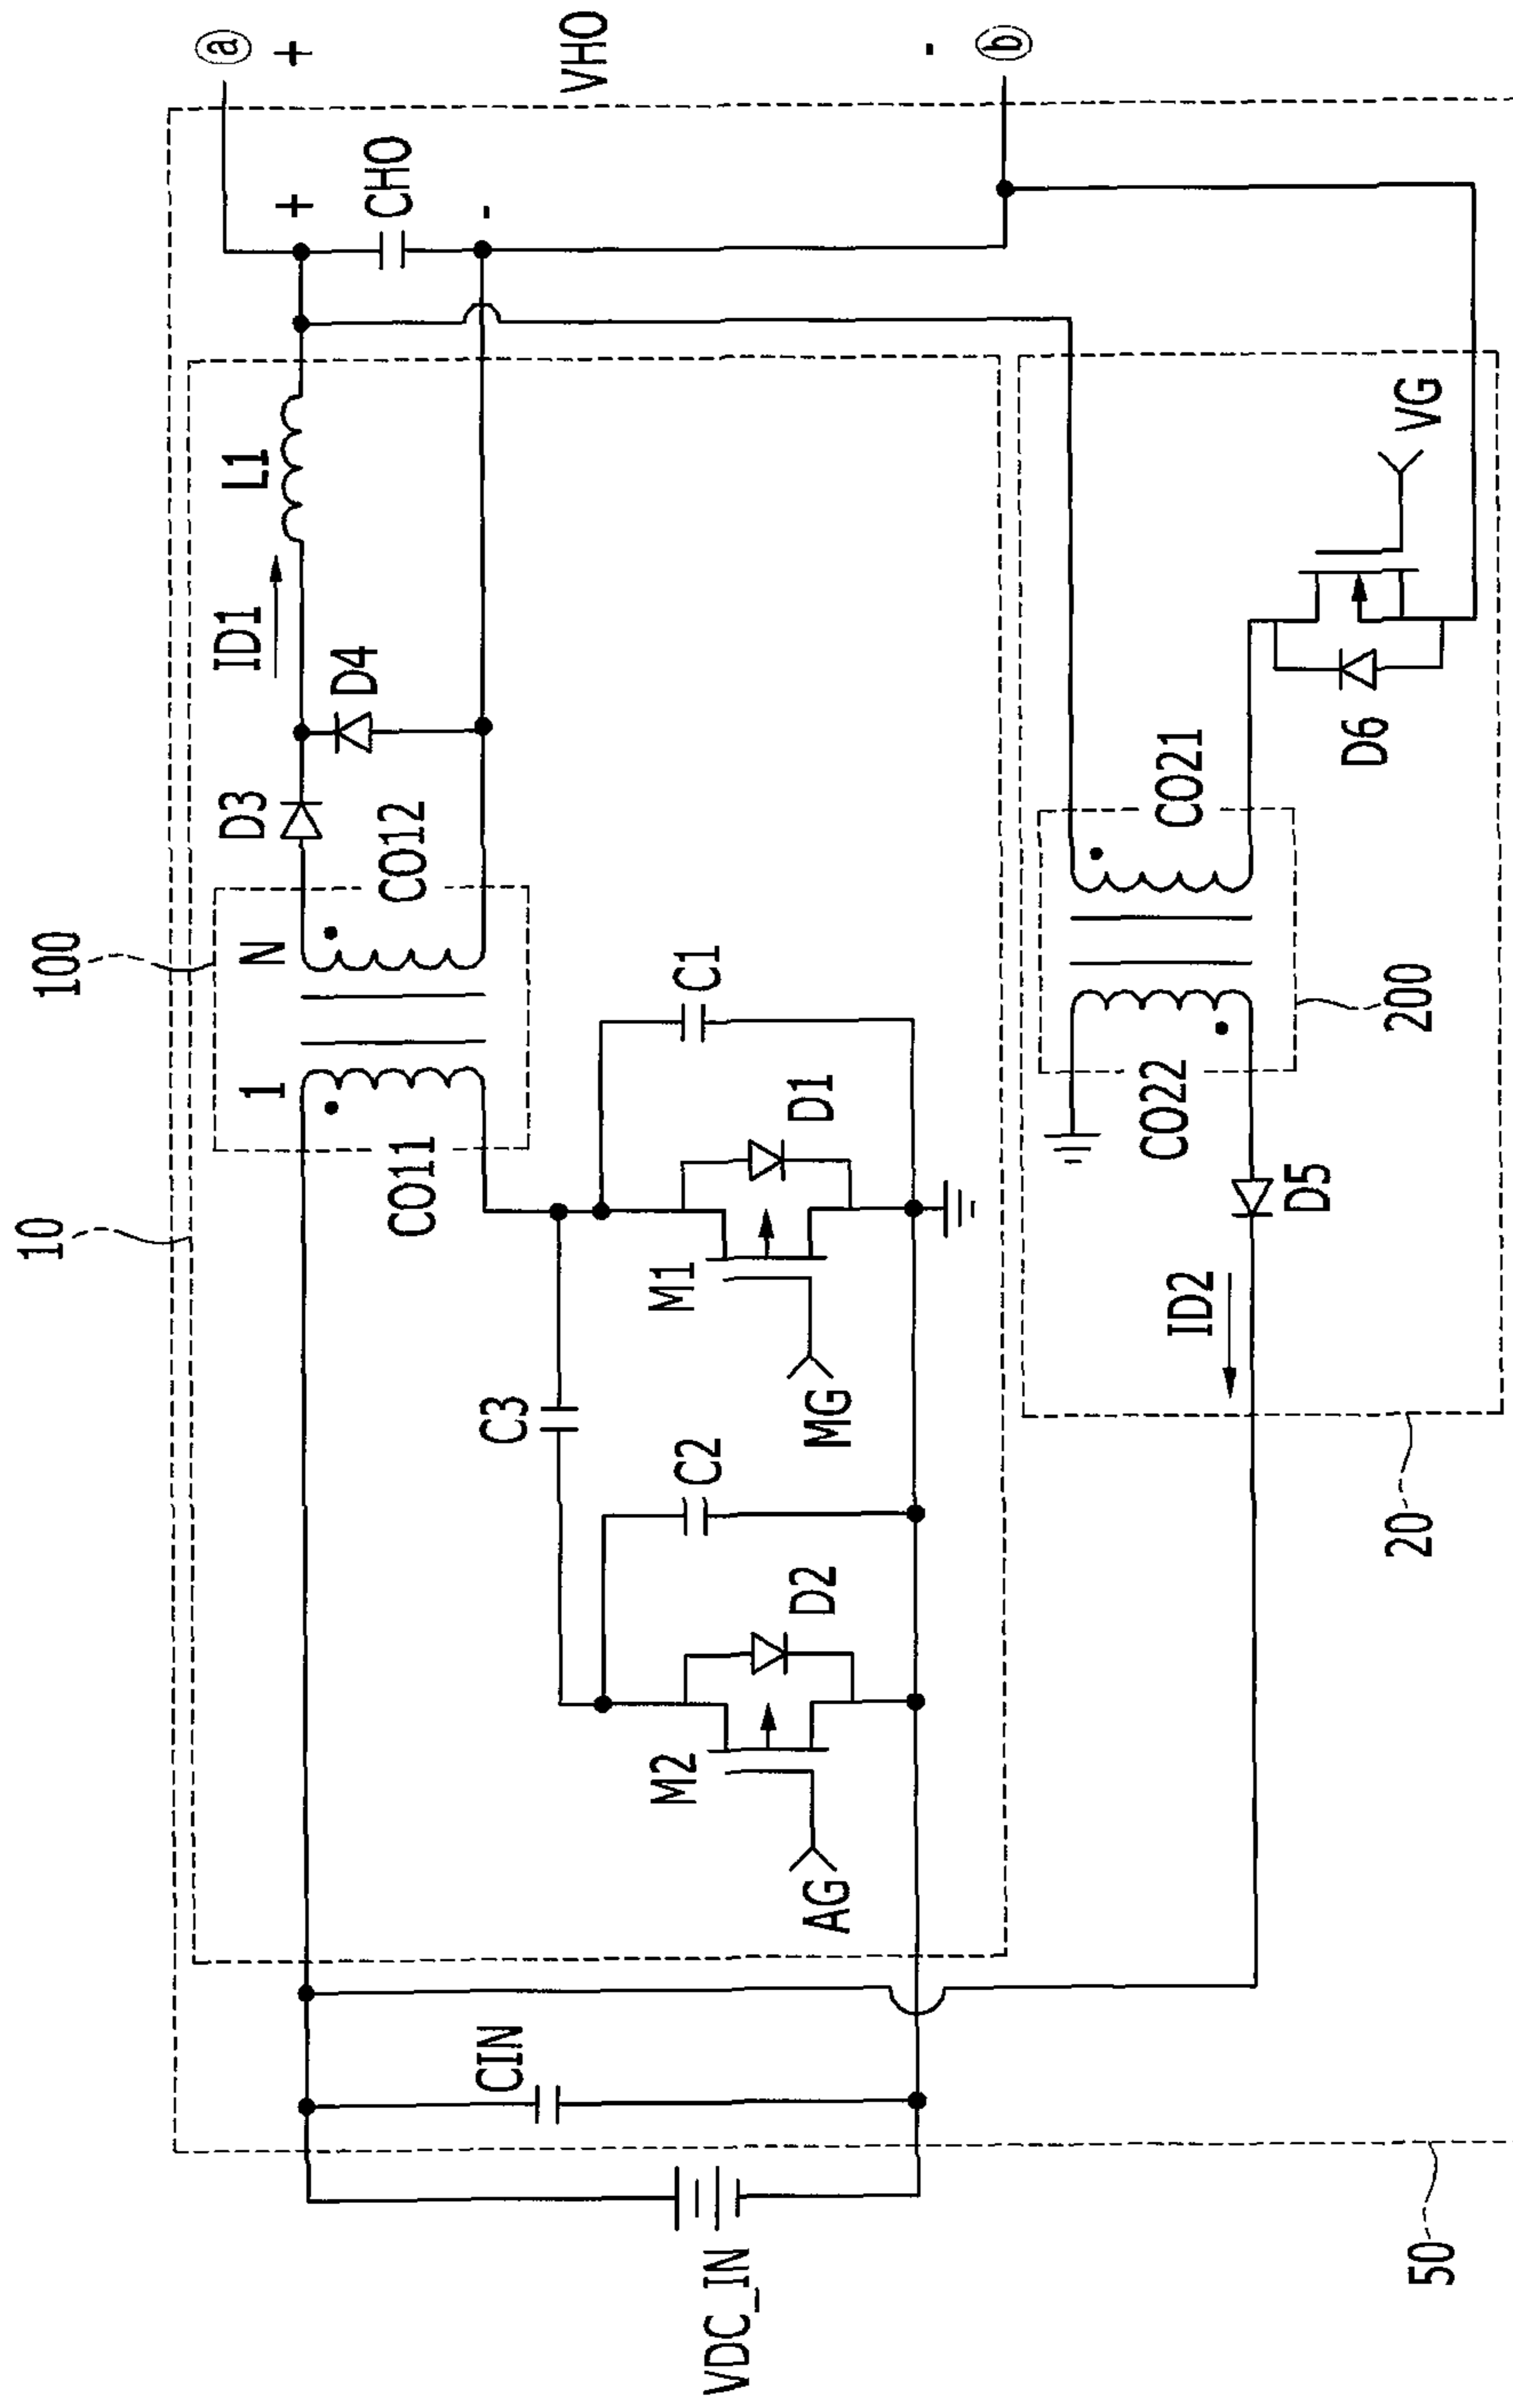 10
100
1
N
CO11
CO12
D3
ID1
L1
D4
+
CHO
-
ⓐ
+
VHO
-
ⓑ
C3
C1
M1
D1
MG
C2
M2
D2
AG
CIN
VDC_IN
CO22
CO21
200
D5
ID2
D6
VG
20
50